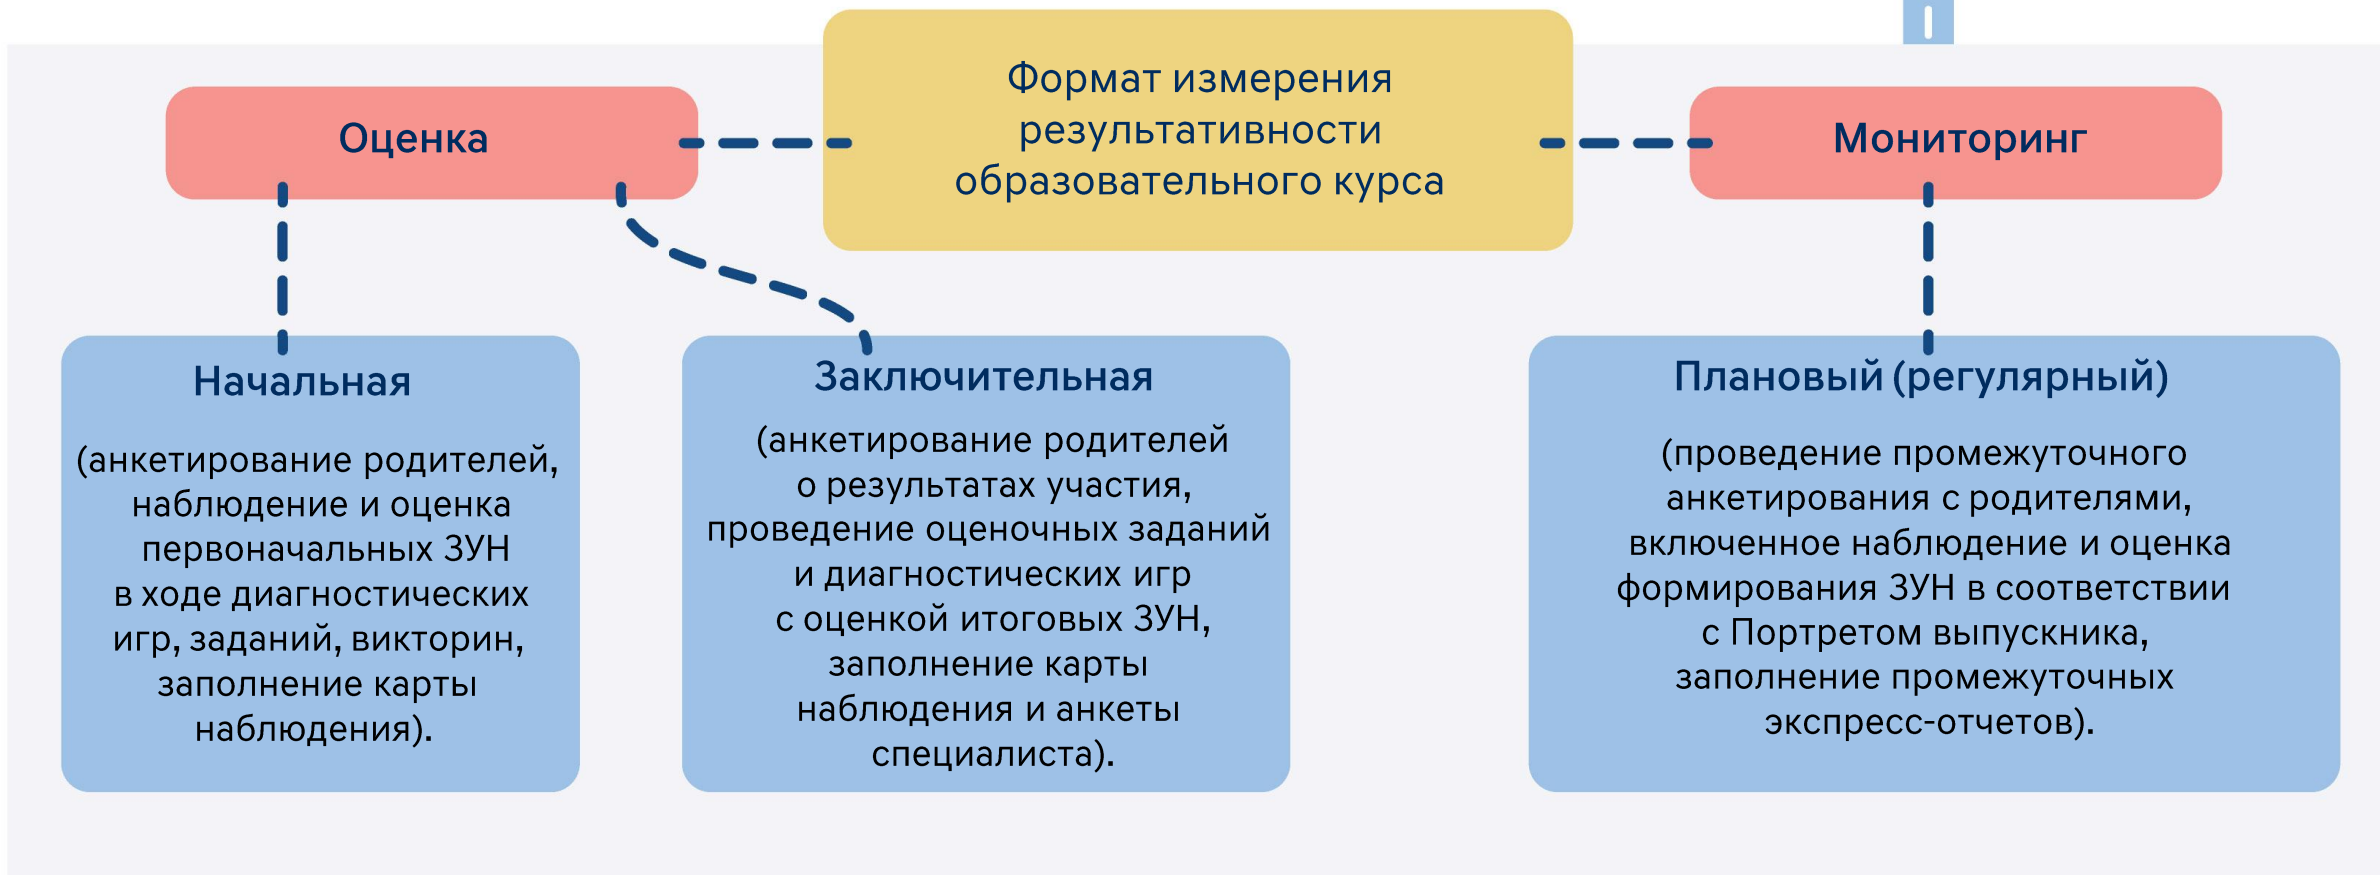 Формат измерения
результативности
образовательного курса
Оценка
Мониторинг
Начальная
(анкетирование родителей,
наблюдение и оценка
первоначальных ЗУН
в ходе диагностических
игр, заданий, викторин,
заполнение карты
наблюдения).
Заключительная
(анкетирование родителей
о результатах участия,
проведение оценочных заданий
и диагностических игр
с оценкой итоговых ЗУН,
заполнение карты
наблюдения и анкеты
специалиста).
Плановый (регулярный)
(проведение промежуточного
анкетирования с родителями,
включенное наблюдение и оценка
формирования ЗУН в соответствии
с Портретом выпускника,
заполнение промежуточных
экспресс-отчетов).